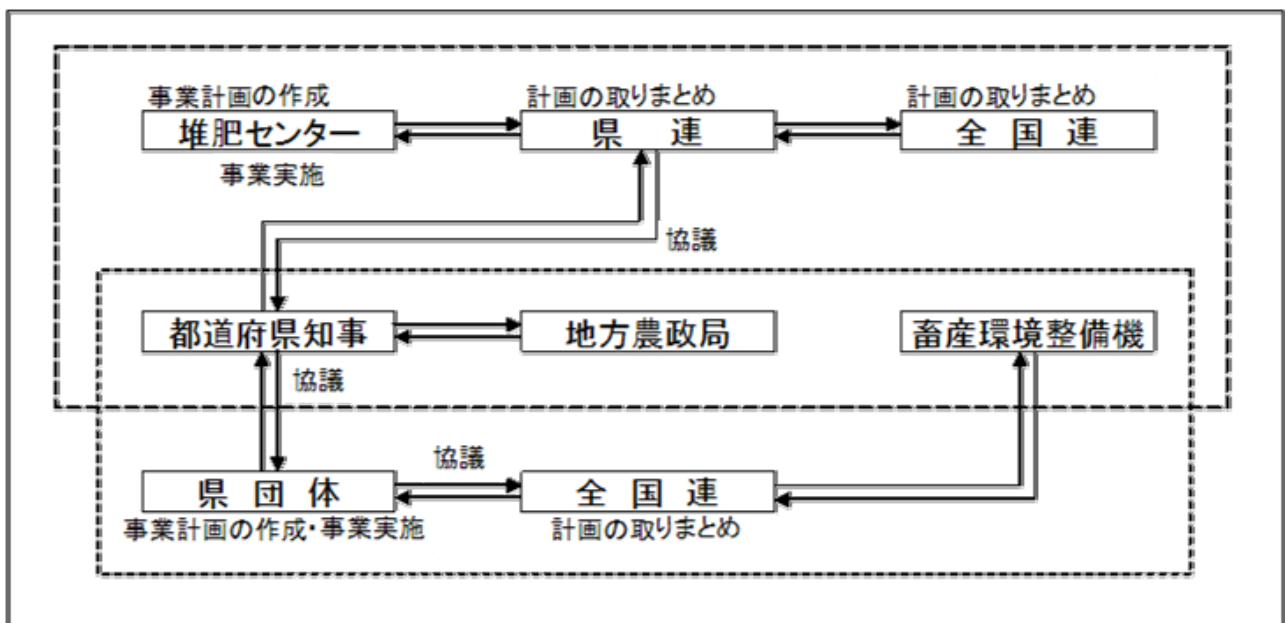 事業計画の作成
計画の取りまとめ
計画の取りまとめ
堆肥センター
県 連
全 国 連
事業実施
協議
都道府県知事
地方農政局
畜産環境整備機
協議
協議
県 団 体
全 国 連
事業計画の作成・事業実施
計画の取りまとめ